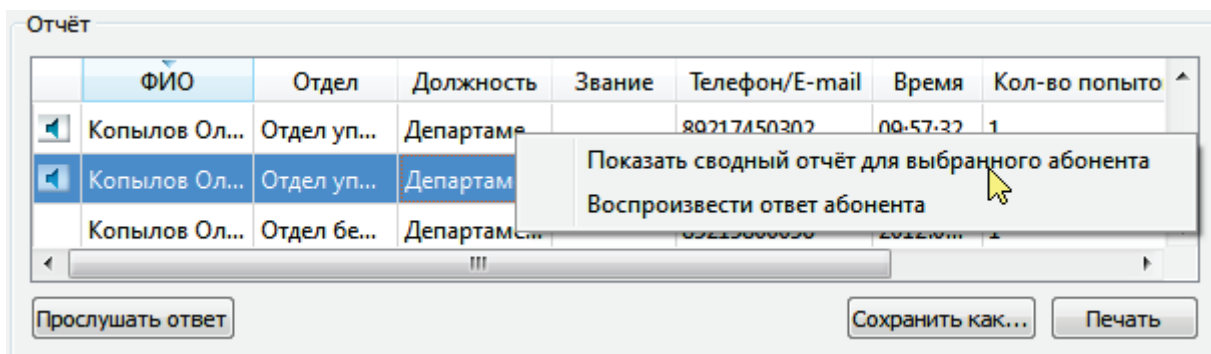 Отчёт
ФИО Отдел Должность Звание Телефон/E-mail Время Кол-во попыто
Копылов Ол... Отдел уп... Департаме 89217450302 09:57:32 1
Показать сводный отчёт для выбранного абонента
Копылов Ол... Отдел уп... Департам
Воспроизвести ответ абонента
Копылов Ол... Отдел бе... Департаме... 1
Прослушать ответ Сохранить как... Печать